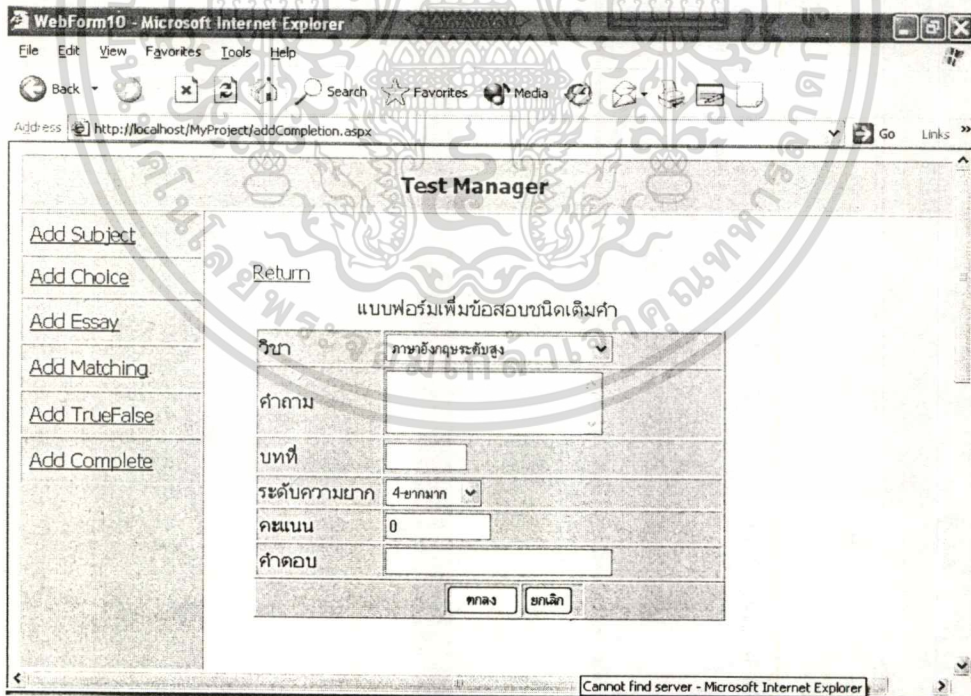 WebForm10 - Microsoft Internet Explorer
File Edit View Favorites Tools Help
Back Search Favorites Media
Address http://localhost/MyProject/addCompletion.aspx Go Links »
Test Manager
Add Subject
Add Choice
Add Essay
Add Matching
Add TrueFalse
Add Complete
Return
แบบฟอร์มเพิ่มข้อสอบชนิดเติมคำ
วิชา ภาษาอังกฤษระดับสูง
คำถาม
บทที่
ระดับความยาก 4-ยากมาก
คะแนน 0
คำตอบ
ตกลง ยกเลิก
Cannot find server - Microsoft Internet Explorer